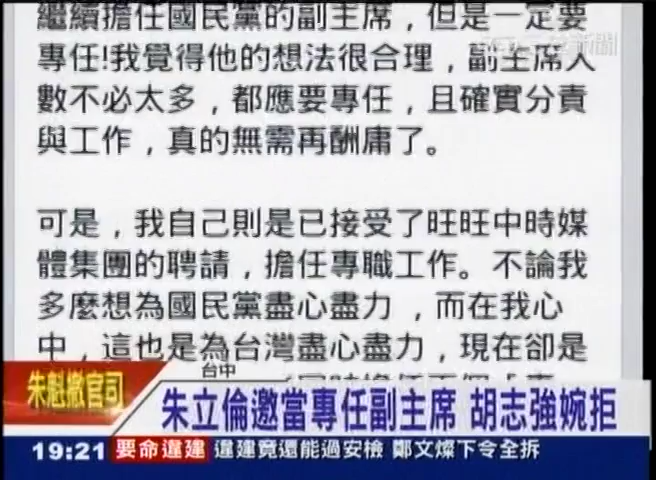 繼續擔任國民黨的副主席，但是一定要
專任!我覺得他的想法很合理，副主席人
數不必太多，都應要專任，且確實分責
與工作，真的無需再酬庸了。
可是，我自己則是已接受了旺旺中時媒
體集團的聘請，擔任專職工作。不論我
多麼想為國民黨盡心盡力，而在我心
中，這也是為台灣盡心盡力，現在卻是
台中
朱魁撤官司
朱立倫邀當專任副主席 胡志強婉拒
19:21 要命違建 違建竟還能過安檢 鄭文燦下令全拆